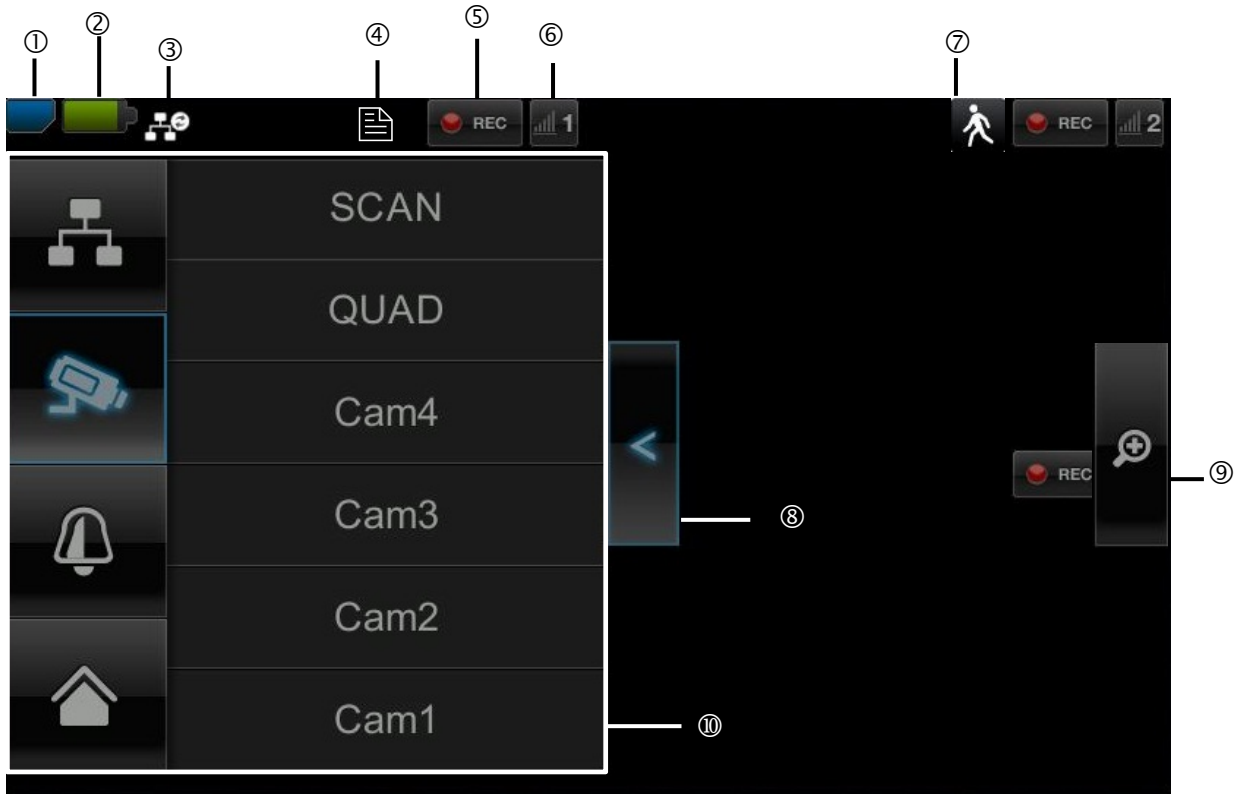 ① ② ③ ④ ⑤ ⑥ ⑦
REC 1 REC 2
SCAN
QUAD
Cam4
<
REC ⑨
Cam3
⑧
Cam2
Cam1 ⑩